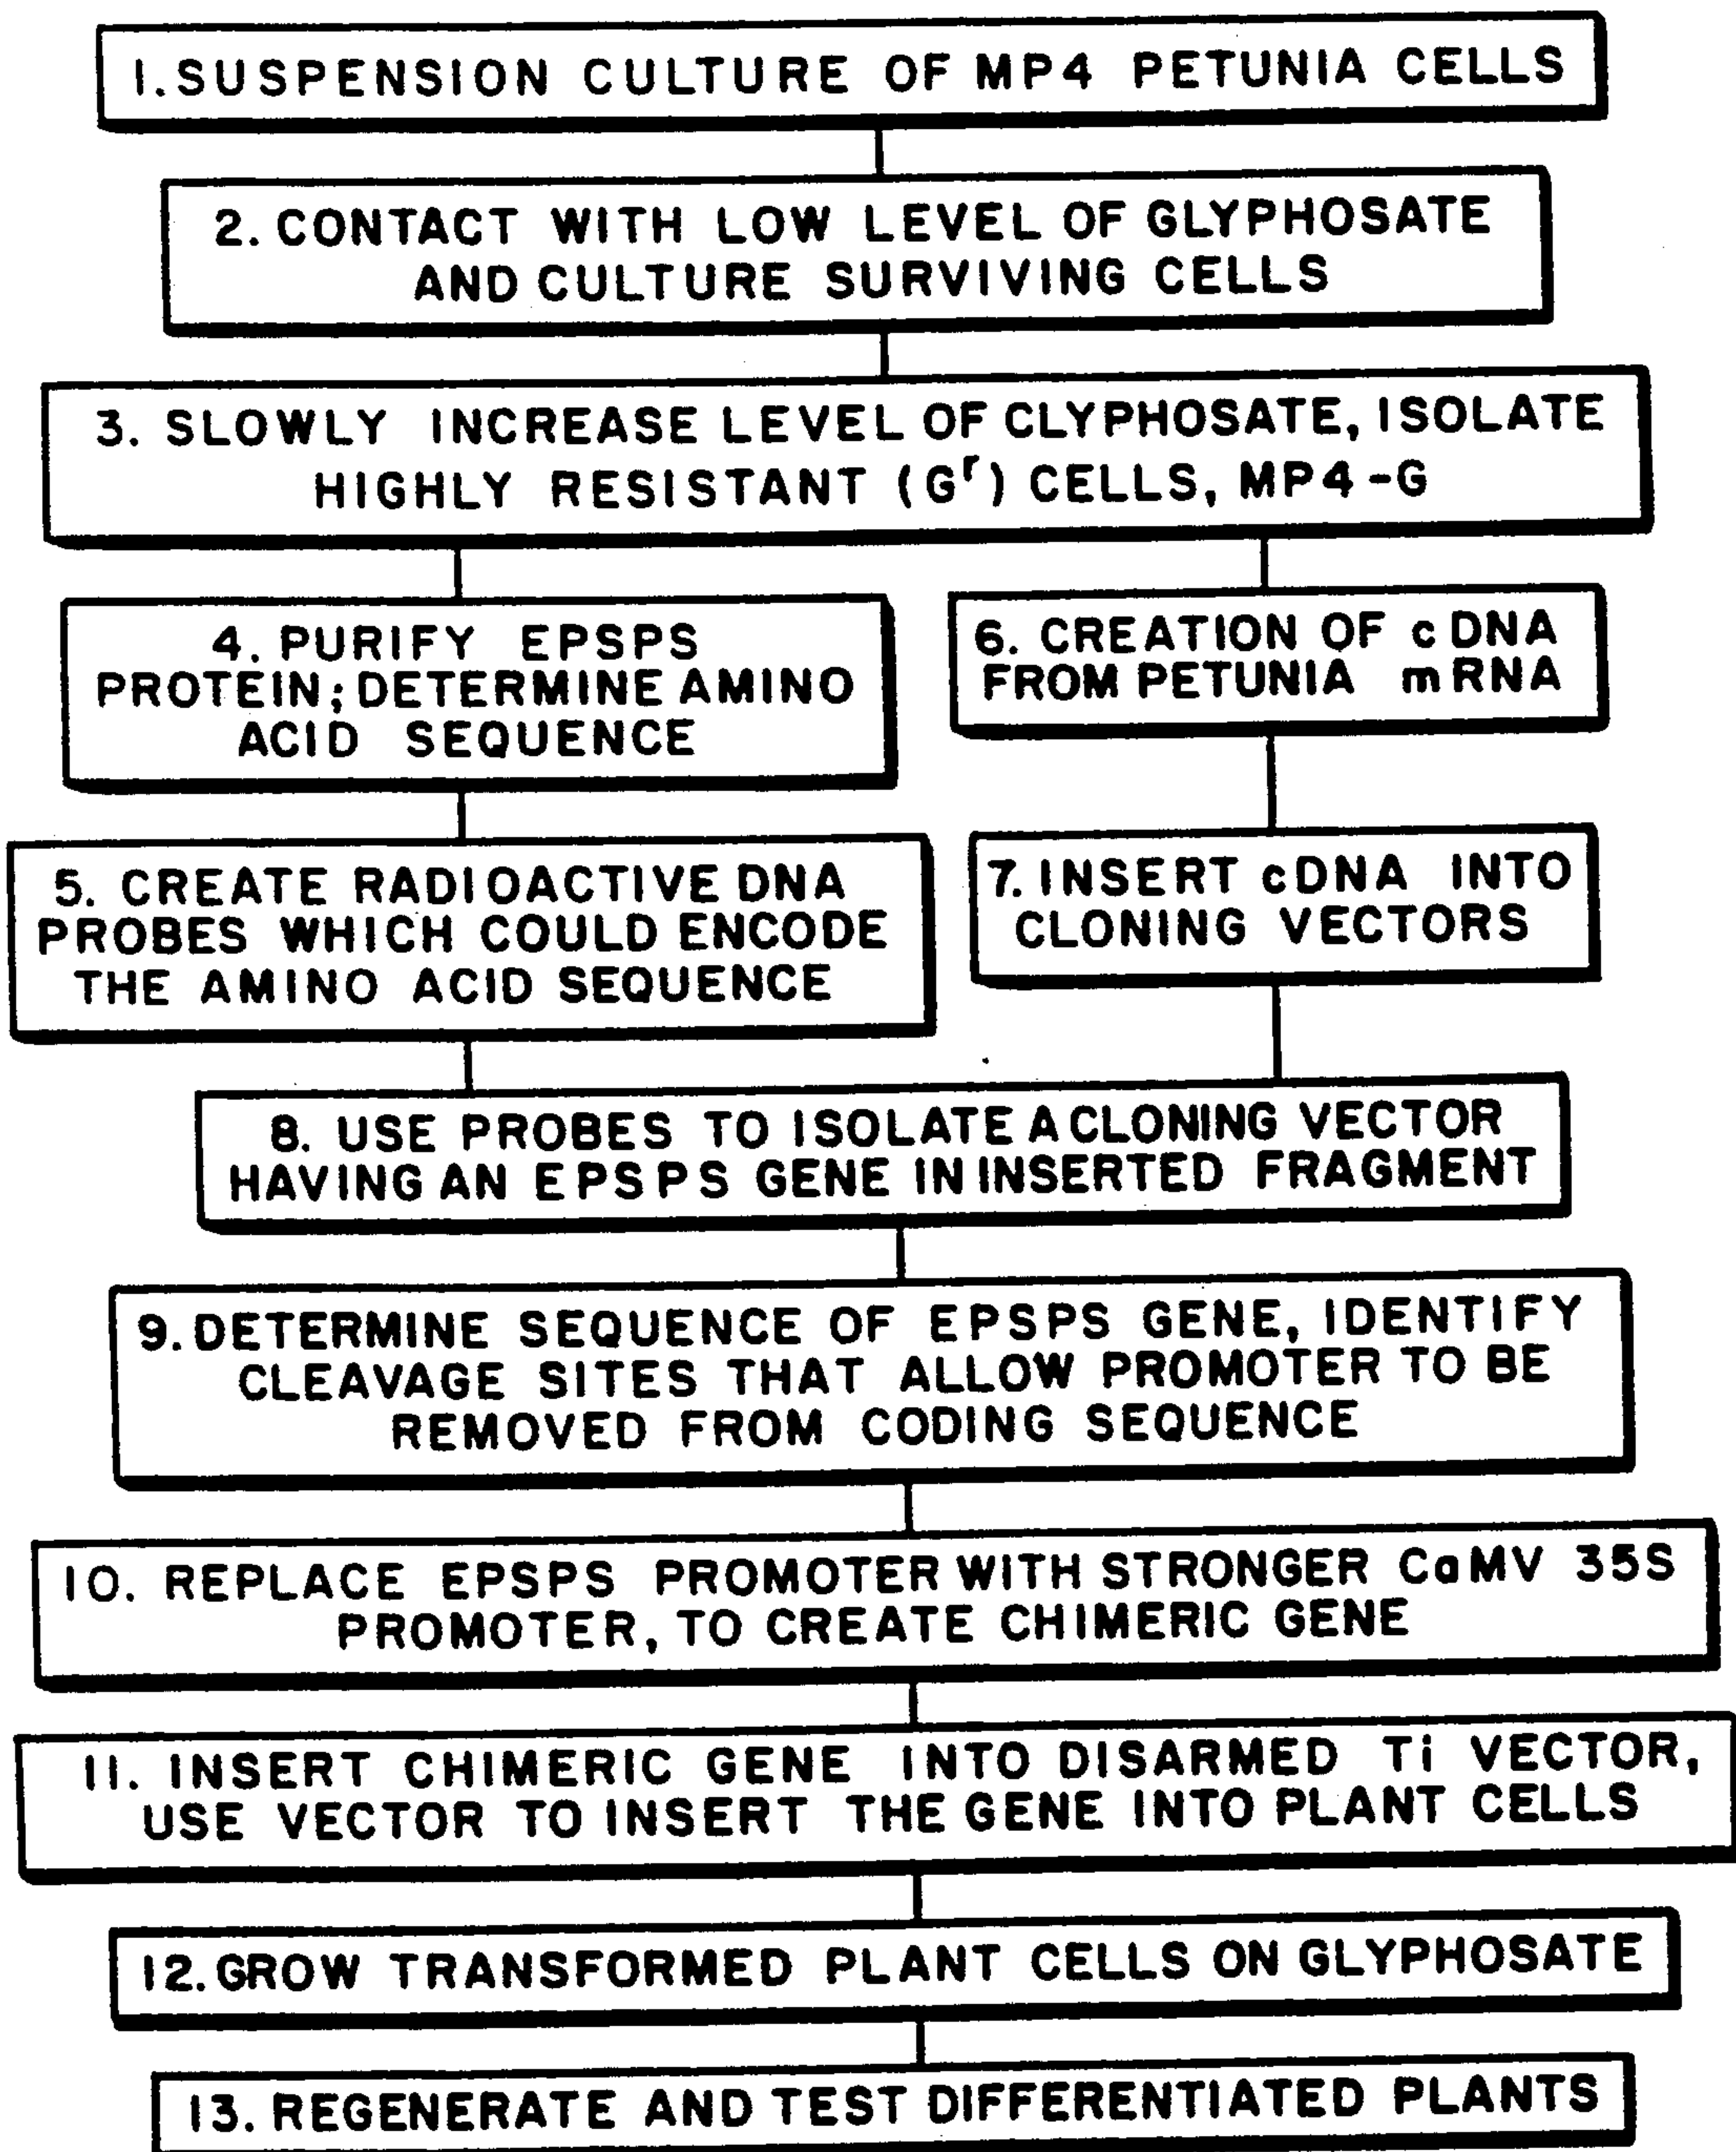 1. SUSPENSION CULTURE OF MP4 PETUNIA CELLS
2. CONTACT WITH LOW LEVEL OF GLYPHOSATE
AND CULTURE SURVIVING CELLS
3. SLOWLY INCREASE LEVEL OF CLYPHOSATE, ISOLATE
HIGHLY RESISTANT (Gʳ) CELLS, MP4-G
4. PURIFY EPSPS
PROTEIN; DETERMINE AMINO
ACID SEQUENCE
5. CREATE RADIOACTIVE DNA
PROBES WHICH COULD ENCODE
THE AMINO ACID SEQUENCE
6. CREATION OF cDNA
FROM PETUNIA mRNA
7. INSERT cDNA INTO
CLONING VECTORS
8. USE PROBES TO ISOLATE A CLONING VECTOR
HAVING AN EPSPS GENE IN INSERTED FRAGMENT
9. DETERMINE SEQUENCE OF EPSPS GENE, IDENTIFY
CLEAVAGE SITES THAT ALLOW PROMOTER TO BE
REMOVED FROM CODING SEQUENCE
10. REPLACE EPSPS PROMOTER WITH STRONGER CaMV 35S
PROMOTER, TO CREATE CHIMERIC GENE
11. INSERT CHIMERIC GENE INTO DISARMED Ti VECTOR,
USE VECTOR TO INSERT THE GENE INTO PLANT CELLS
12. GROW TRANSFORMED PLANT CELLS ON GLYPHOSATE
13. REGENERATE AND TEST DIFFERENTIATED PLANTS